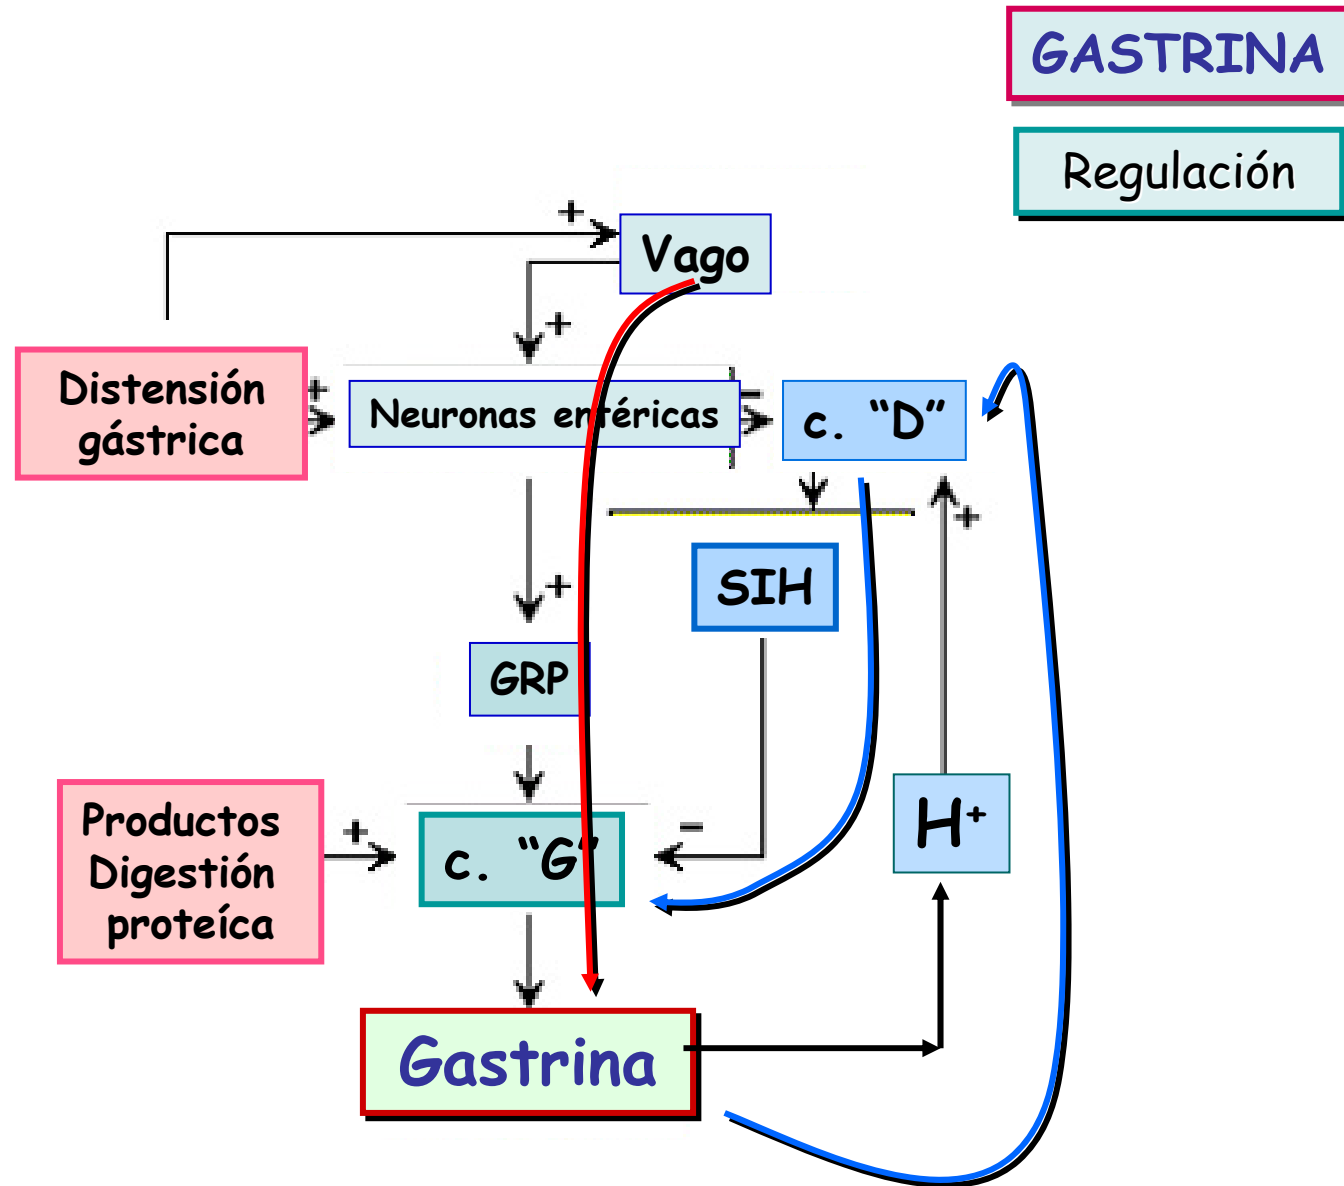 GASTRINA
Regulación
+
Vago
+
Distensión
gástrica
+
Neuronas entéricas
−
c. “D”
+
SIH
+
GRP
Productos
Digestión
proteíca
+
c. “G”
−
H+
Gastrina